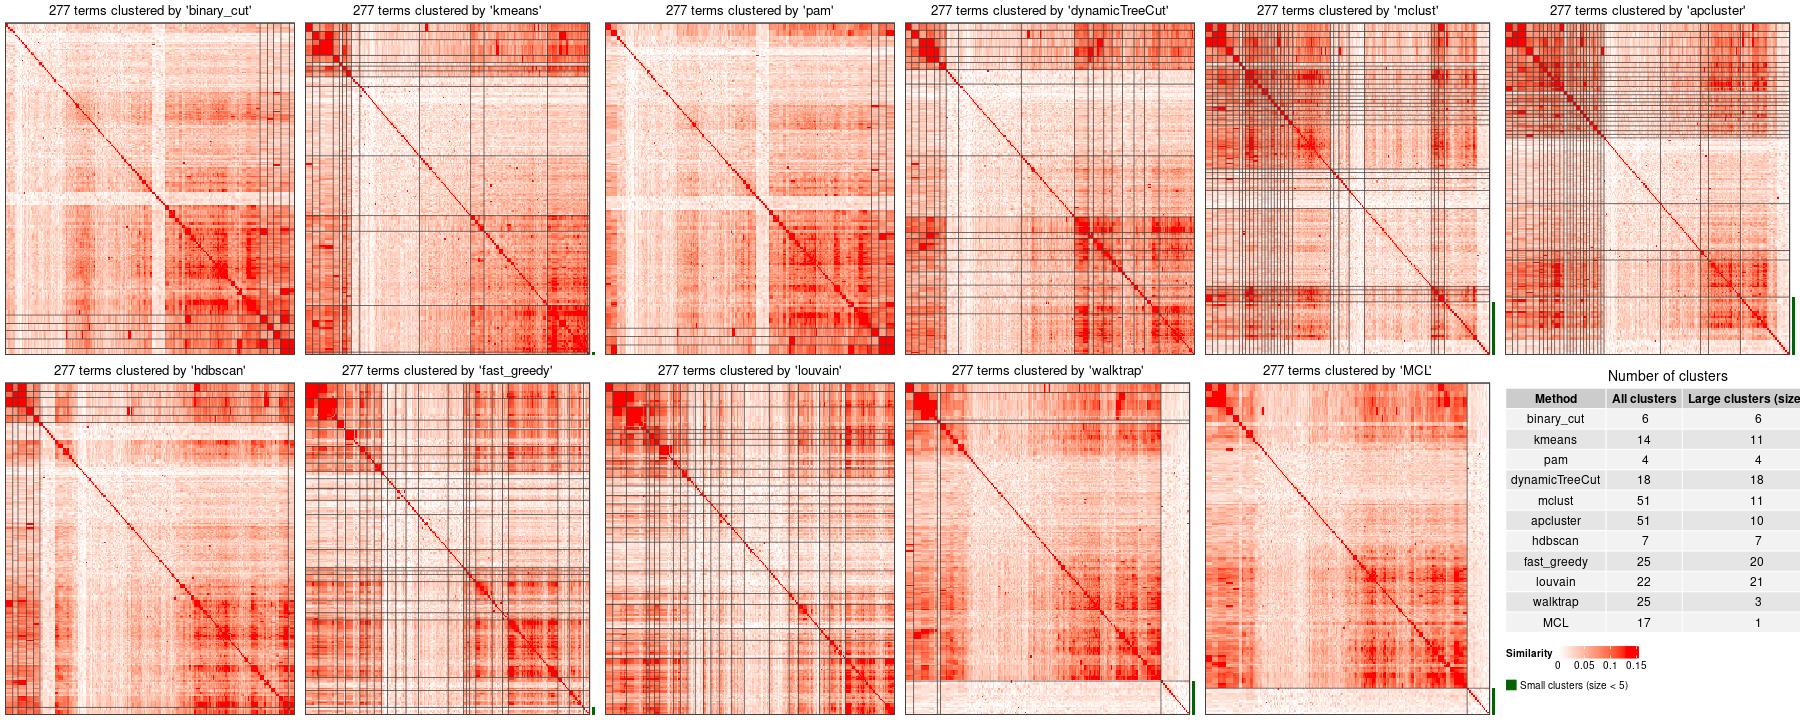 277 terms clustered by 'binary_cut'
277 terms clustered by 'kmeans'
277 terms clustered by 'pam'
277 terms clustered by 'dynamicTreeCut'
277 terms clustered by 'mclust'
277 terms clustered by 'apcluster'
277 terms clustered by 'hdbscan'
277 terms clustered by 'fast_greedy'
277 terms clustered by 'louvain'
277 terms clustered by 'walktrap'
277 terms clustered by 'MCL'
Number of clusters
Method All clusters Large clusters (size
binary_cut 6 6
kmeans 14 11
pam 4 4
dynamicTreeCut 18 18
mclust 51 11
apcluster 51 10
hdbscan 7 7
fast_greedy 25 20
louvain 22 21
walktrap 25 3
MCL 17 1
Similarity
0 0.05 0.1 0.15
Small clusters (size < 5)